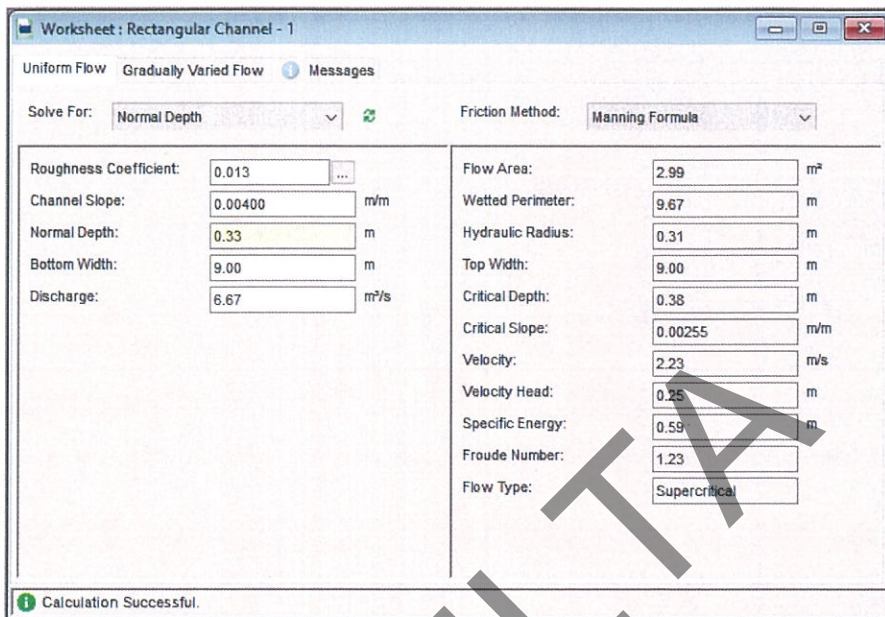 Worksheet : Rectangular Channel - 1
Uniform Flow Gradually Varied Flow Messages
Solve For: Normal Depth Friction Method: Manning Formula
Roughness Coefficient: 0.013 ...
Channel Slope: 0.00400 m/m
Normal Depth: 0.33 m
Bottom Width: 9.00 m
Discharge: 6.67 m³/s
Flow Area: 2.99 m²
Wetted Perimeter: 9.67 m
Hydraulic Radius: 0.31 m
Top Width: 9.00 m
Critical Depth: 0.38 m
Critical Slope: 0.00255 m/m
Velocity: 2.23 m/s
Velocity Head: 0.25 m
Specific Energy: 0.59 m
Froude Number: 1.23
Flow Type: Supercritical
Calculation Successful.
TA